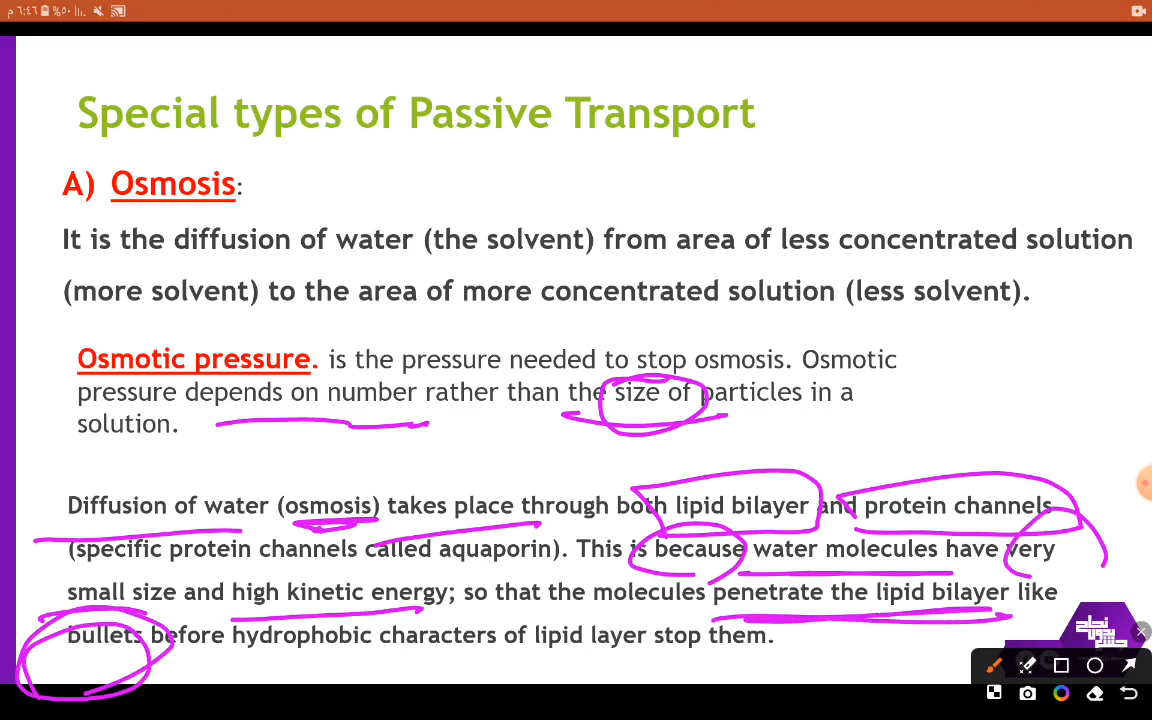 ٦:٤٦ م %٥٠
Special types of Passive Transport
A) Osmosis:
It is the diffusion of water (the solvent) from area of less concentrated solution
(more solvent) to the area of more concentrated solution (less solvent).
Osmotic pressure. is the pressure needed to stop osmosis. Osmotic
pressure depends on number rather than the size of particles in a
solution.
Diffusion of water (osmosis) takes place through both lipid bilayer and protein channels
(specific protein channels called aquaporin). This is because water molecules have very
small size and high kinetic energy; so that the molecules penetrate the lipid bilayer like
bullets before hydrophobic characters of lipid layer stop them.